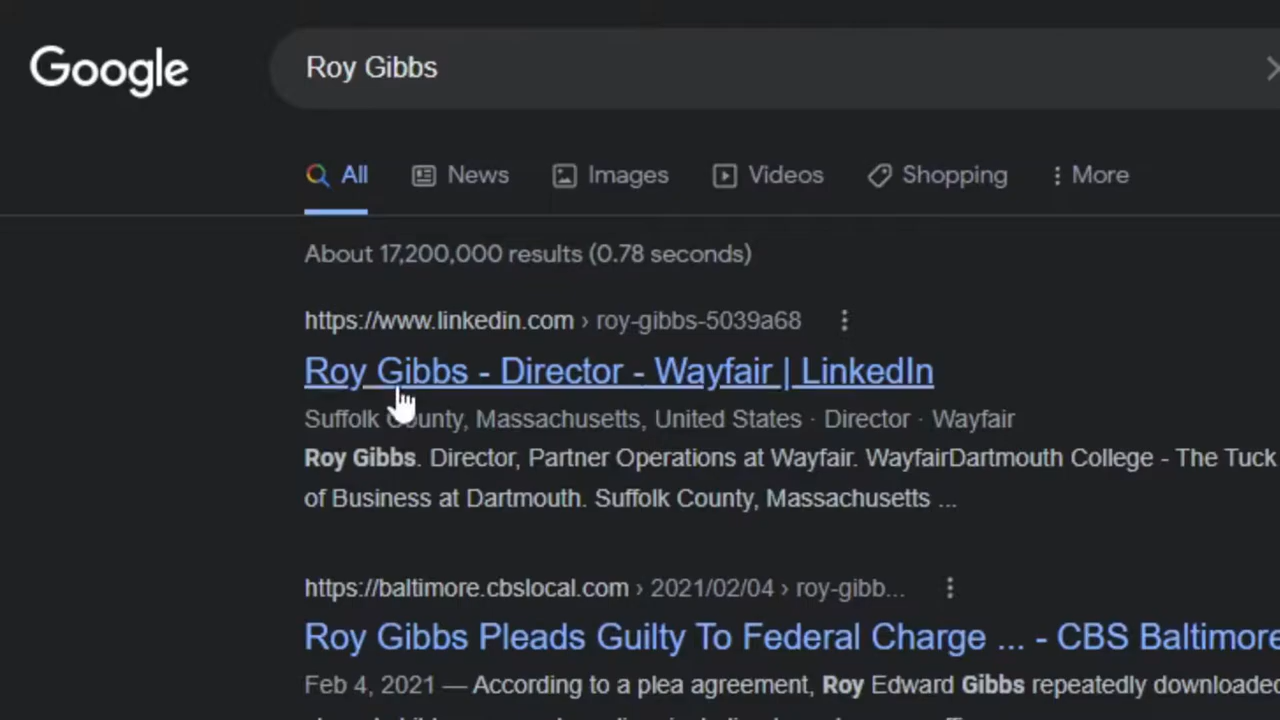 Google
Roy Gibbs
All News Images Videos Shopping More
About 17,200,000 results (0.78 seconds)
https://www.linkedin.com › roy-gibbs-5039a68
Roy Gibbs - Director - Wayfair | LinkedIn
Suffolk County, Massachusetts, United States · Director · Wayfair
Roy Gibbs. Director, Partner Operations at Wayfair. WayfairDartmouth College - The Tuck
of Business at Dartmouth. Suffolk County, Massachusetts ...
https://baltimore.cbslocal.com › 2021/02/04 › roy-gibb...
Roy Gibbs Pleads Guilty To Federal Charge ... - CBS Baltimore
Feb 4, 2021 — According to a plea agreement, Roy Edward Gibbs repeatedly downloaded